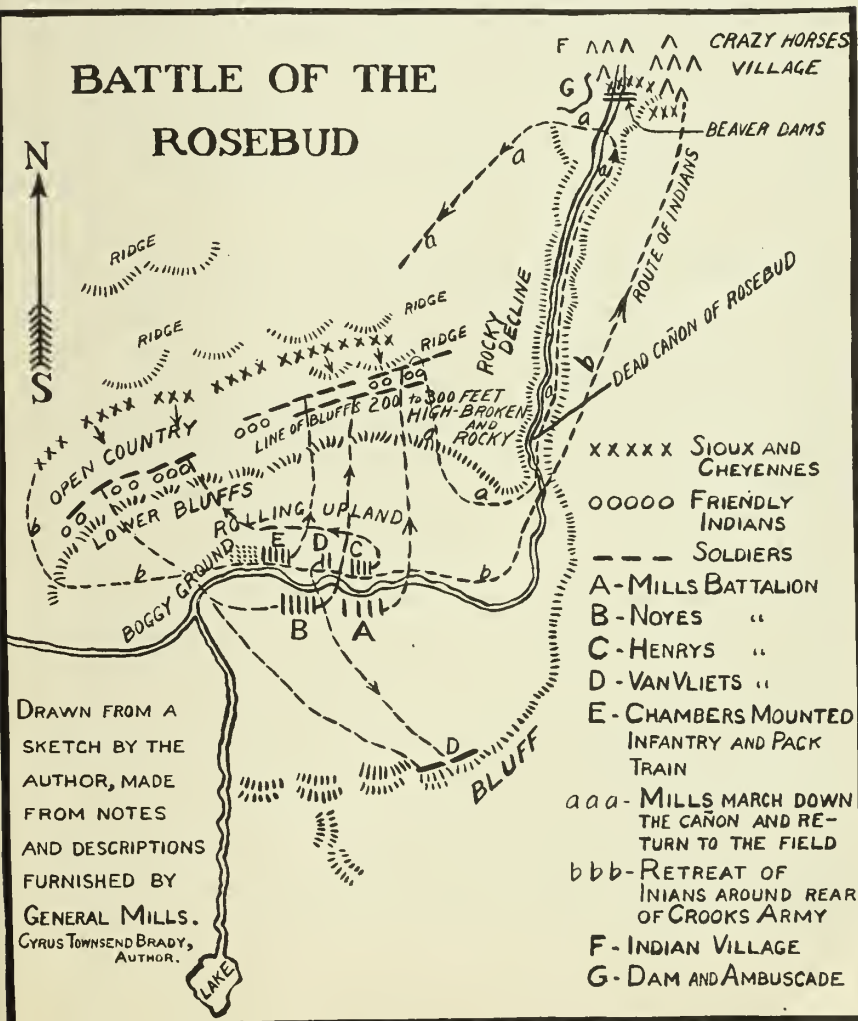 BATTLE OF THE
ROSEBUD
F
CRAZY HORSES
VILLAGE
G
BEAVER DAMS
a
a
a
a
a
N
S
RIDGE
RIDGE
RIDGE
RIDGE
ROCKY
DECLINE
ROUTE OF INDIANS
DEAD CAÑON OF ROSEBUD
b
a
OPEN COUNTRY
LINE OF BLUFFS 200 to 300 FEET
HIGH-BROKEN
AND
ROCKY
a
a
LOWER BLUFFS
ROLLING UPLAND
b
E
D
C
b
b
BOGGY GROUND
B
A
D
BLUFF
LAKE
XXXXX SIOUX AND
CHEYENNES
OOOOO FRIENDLY
INDIANS
SOLDIERS
A-MILLS BATTALION
B-NOYES "
C-HENRYS "
D-VANVLIETS "
E-CHAMBERS MOUNTED
INFANTRY AND PACK
TRAIN
aaa-MILLS MARCH DOWN
THE CAÑON AND RE-
TURN TO THE FIELD
bbb-RETREAT OF
INIANS AROUND REAR
OF CROOKS ARMY
F-INDIAN VILLAGE
G-DAM AND AMBUSCADE
DRAWN FROM A
SKETCH BY THE
AUTHOR, MADE
FROM NOTES
AND DESCRIPTIONS
FURNISHED BY
GENERAL MILLS.
CYRUS TOWNSEND BRADY,
AUTHOR.